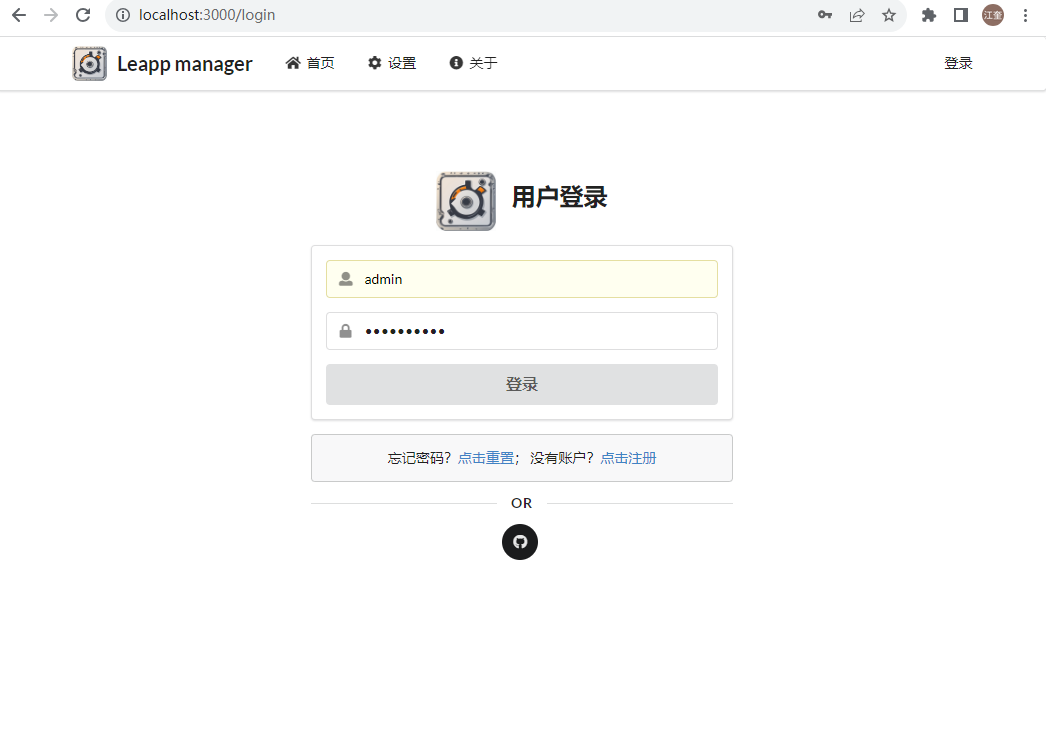 localhost:3000/login
江奎
Leapp manager 首页 设置 关于 登录
用户登录
admin
••••••••••
登录
忘记密码？点击重置； 没有账户？点击注册
OR